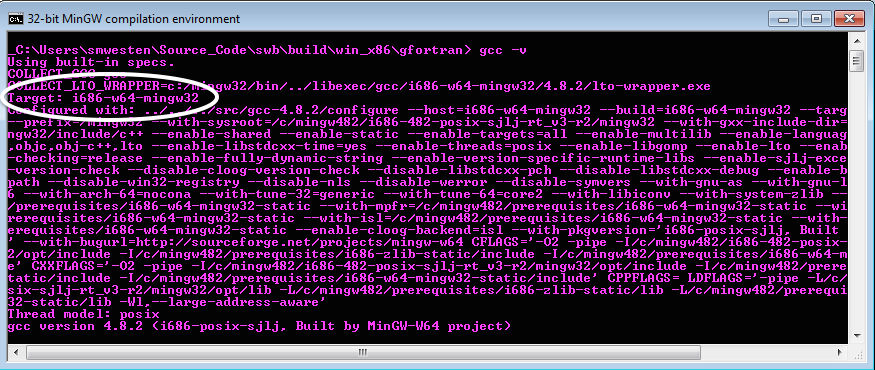 32-bit MinGW compilation environment
_C:\Users\smwesten\Source_Code\swb\build\win_x86\gfortran> gcc -v
Using built-in specs.
COLLECT_GCC=gcc
COLLECT_LTO_WRAPPER=c:/mingw32/bin/../libexec/gcc/i686-w64-mingw32/4.8.2/lto-wrapper.exe
Target: i686-w64-mingw32
Configured with: ../../../src/gcc-4.8.2/configure --host=i686-w64-mingw32 --build=i686-w64-mingw32 --targ
-prefix=/mingw32 --with-sysroot=/c/mingw482/i686-482-posix-sjlj-rt_v3-r2/mingw32 --with-gxx-include-dir=
ngw32/include/c++ --enable-shared --enable-static --enable-targets=all --enable-multilib --enable-languag
,objc,obj-c++,lto --enable-libstdcxx-time=yes --enable-threads=posix --enable-libgomp --enable-lto --enab
-checking=release --enable-fully-dynamic-string --enable-version-specific-runtime-libs --enable-sjlj-exce
-version-check --disable-cloog-version-check --disable-libstdcxx-pch --disable-libstdcxx-debug --enable-b
path --disable-win32-registry --disable-nls --disable-werror --disable-symvers --with-gnu-as --with-gnu-l
6 --with-arch-64=nocona --with-tune-32=generic --with-tune-64=core2 --with-libiconv --with-system-zlib --
/prerequisites/i686-w64-mingw32-static --with-mpfr=/c/mingw482/prerequisites/i686-w64-mingw32-static --wi
rerequisites/i686-w64-mingw32-static --with-isl=/c/mingw482/prerequisites/i686-w64-mingw32-static --with-
erequisites/i686-w64-mingw32-static --enable-cloog-backend=isl --with-pkgversion='i686-posix-sjlj, Built
' --with-bugurl=http://sourceforge.net/projects/mingw-w64 CFLAGS='-O2 -pipe -I/c/mingw482/i686-482-posix-
2/opt/include -I/c/mingw482/prerequisites/i686-zlib-static/include -I/c/mingw482/prerequisites/i686-w64-m
e' CXXFLAGS='-O2 -pipe -I/c/mingw482/i686-482-posix-sjlj-rt_v3-r2/mingw32/opt/include -I/c/mingw482/prere
tatic/include -I/c/mingw482/prerequisites/i686-w64-mingw32-static/include' CPPFLAGS= LDFLAGS='-pipe -L/c/
six-sjlj-rt_v3-r2/mingw32/opt/lib -L/c/mingw482/prerequisites/i686-zlib-static/lib -L/c/mingw482/prerequi
32-static/lib -Wl,--large-address-aware'
Thread model: posix
gcc version 4.8.2 (i686-posix-sjlj, Built by MinGW-W64 project)